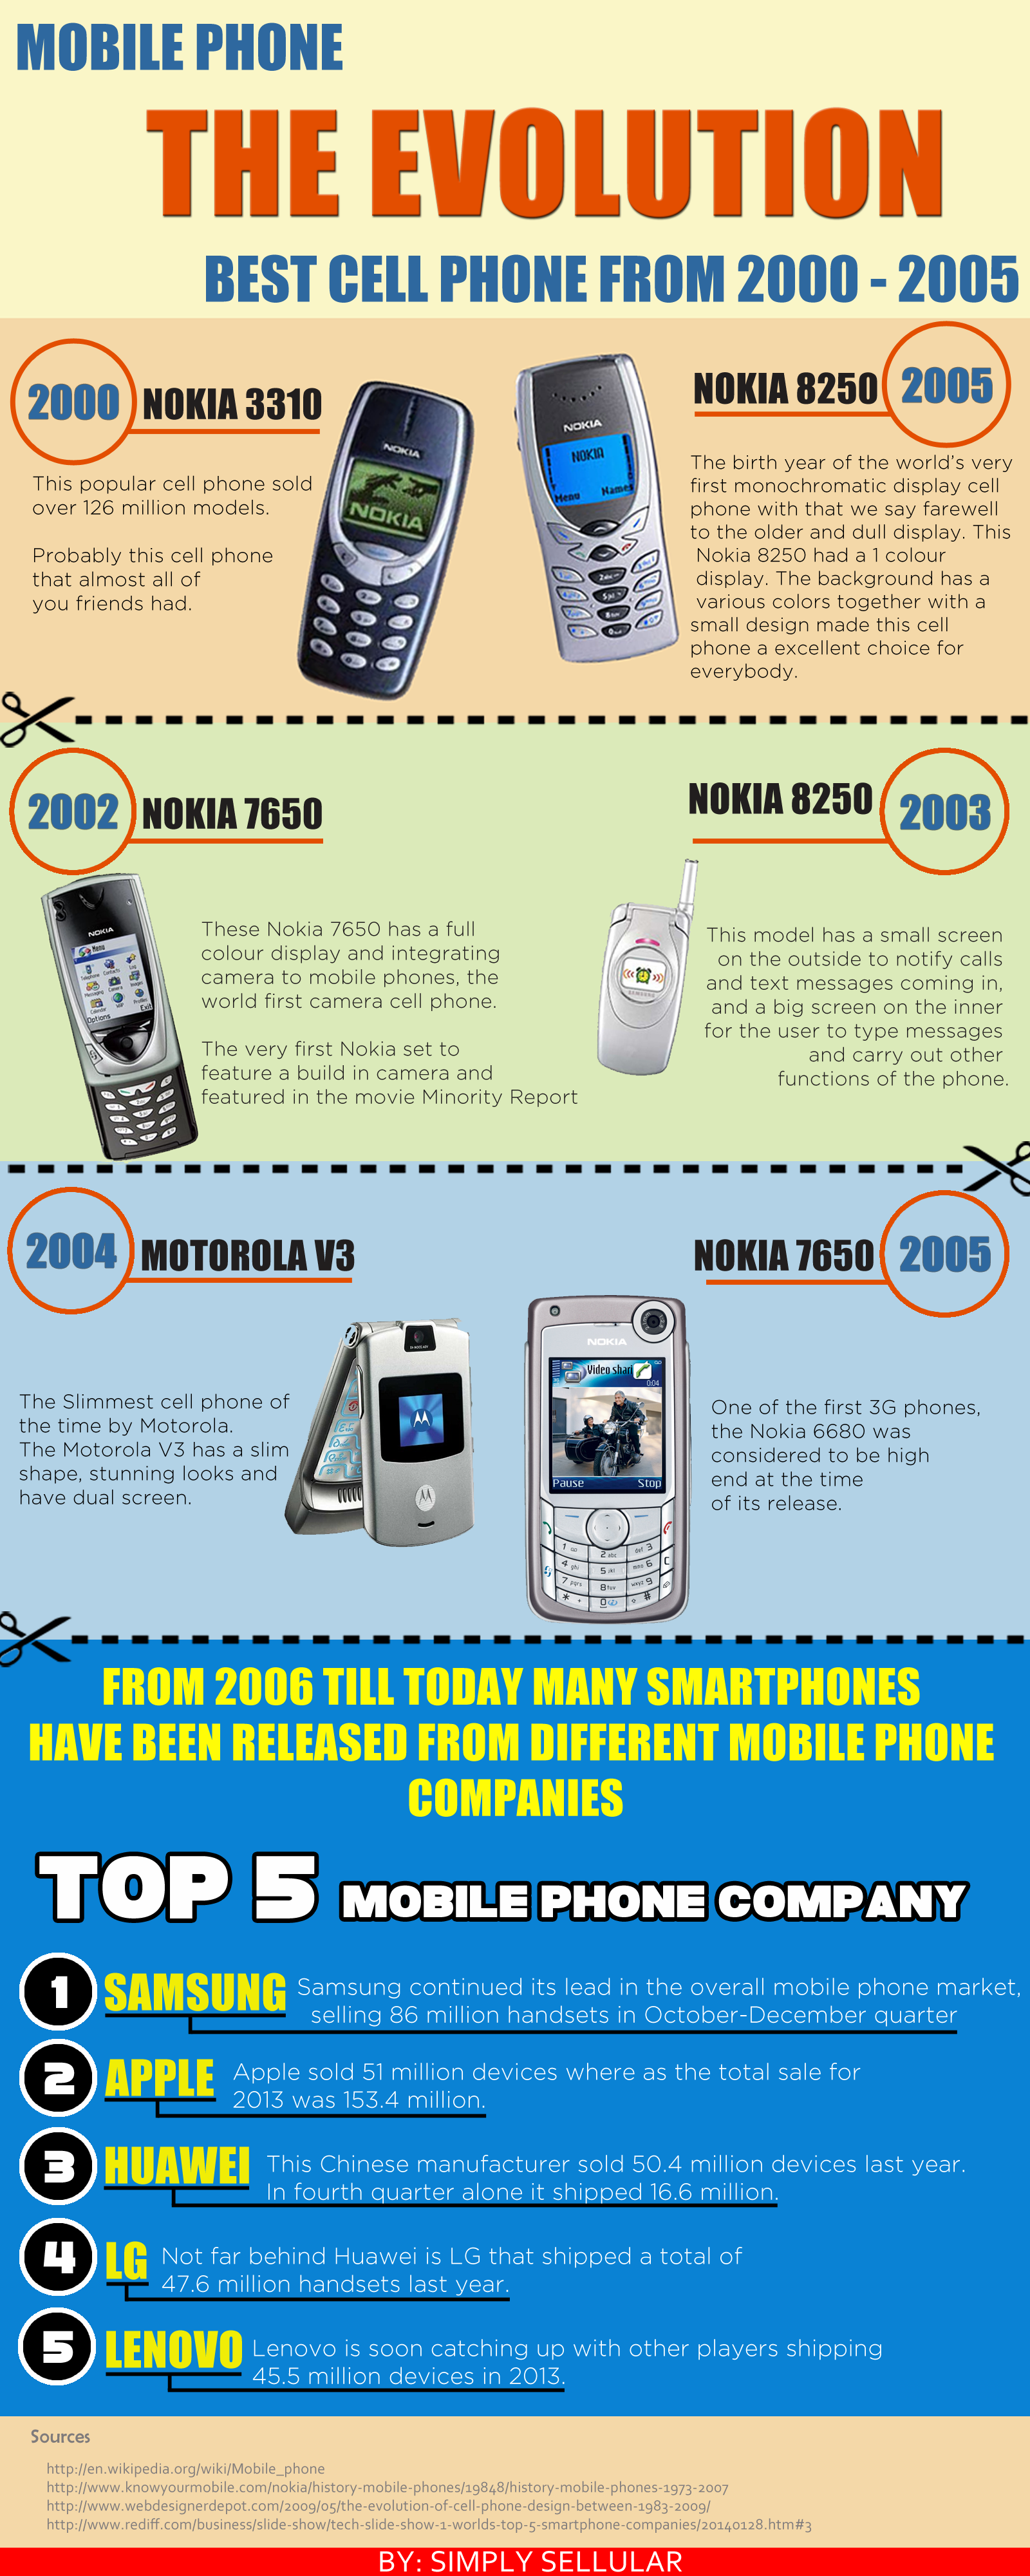 MOBILE PHONE
THE EVOLUTION
BEST CELL PHONE FROM 2000 - 2005
2000
NOKIA 3310
This popular cell phone sold
over 126 million models.
Probably this cell phone
that almost all of
you friends had.
NOKIA
NOKIA
NOKIA
NOKIA
Menu Names
NOKIA 8250
2005
The birth year of the world's very
first monochromatic display cell
phone with that we say farewell
to the older and dull display. This
Nokia 8250 had a 1 colour
display. The background has a
various colors together with a
small design made this cell
phone a excellent choice for
everybody.
2002
NOKIA 7650
NOKIA
Menu
Options Exit
These Nokia 7650 has a full
colour display and integrating
camera to mobile phones, the
world first camera cell phone.
The very first Nokia set to
feature a build in camera and
featured in the movie Minority Report
NOKIA 8250
2003
SAMSUNG
This model has a small screen
on the outside to notify calls
and text messages coming in,
and a big screen on the inner
for the user to type messages
and carry out other
functions of the phone.
2004
MOTOROLA V3
The Slimmest cell phone of
the time by Motorola.
The Motorola V3 has a slim
shape, stunning looks and
have dual screen.
NOKIA 7650
2005
NOKIA
Video shari
0:04
Pause Stop
One of the first 3G phones,
the Nokia 6680 was
considered to be high
end at the time
of its release.
FROM 2006 TILL TODAY MANY SMARTPHONES
HAVE BEEN RELEASED FROM DIFFERENT MOBILE PHONE
COMPANIES
TOP 5 MOBILE PHONE COMPANY
1
SAMSUNG
Samsung continued its lead in the overall mobile phone market,
selling 86 million handsets in October-December quarter
2
APPLE
Apple sold 51 million devices where as the total sale for
2013 was 153.4 million.
3
HUAWEI
This Chinese manufacturer sold 50.4 million devices last year.
In fourth quarter alone it shipped 16.6 million.
4
LG
Not far behind Huawei is LG that shipped a total of
47.6 million handsets last year.
5
LENOVO
Lenovo is soon catching up with other players shipping
45.5 million devices in 2013.
Sources
http://en.wikipedia.org/wiki/Mobile_phone
http://www.knowyourmobile.com/nokia/history-mobile-phones/19848/history-mobile-phones-1973-2007
http://www.webdesignerdepot.com/2009/05/the-evolution-of-cell-phone-design-between-1983-2009/
http://www.rediff.com/business/slide-show/tech-slide-show-1-worlds-top-5-smartphone-companies/20140128.htm#3
BY: SIMPLY SELLULAR